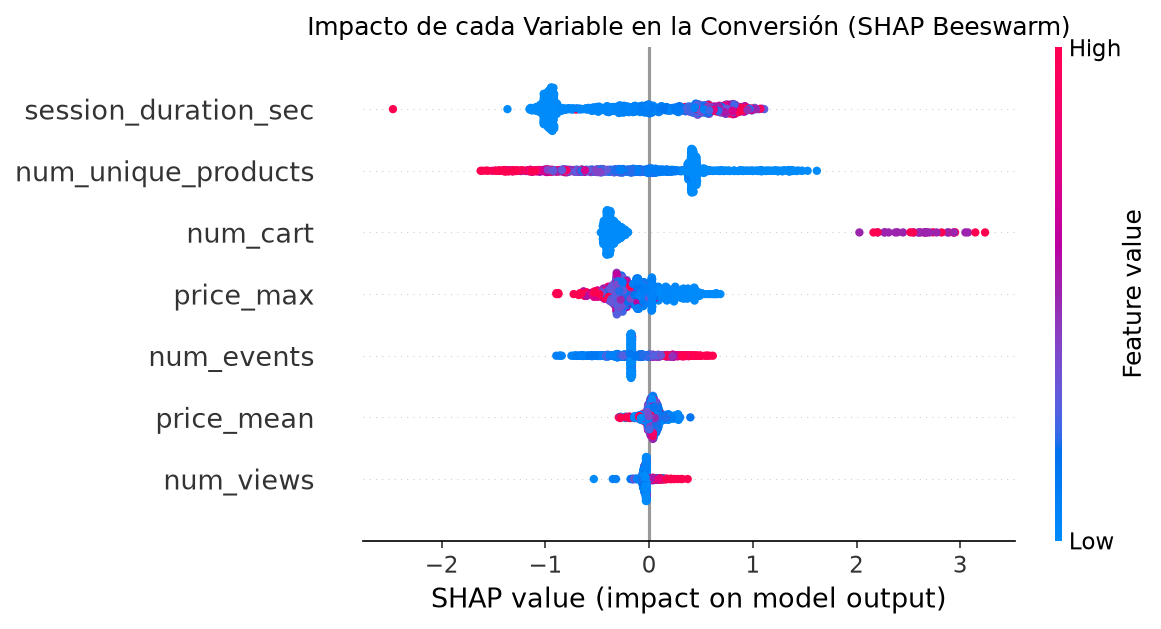 Impacto de cada Variable en la Conversión (SHAP Beeswarm)
High
session_duration_sec
num_unique_products
num_cart
price_max
num_events
price_mean
num_views
Feature value
Low
−2 −1 0 1 2 3
SHAP value (impact on model output)